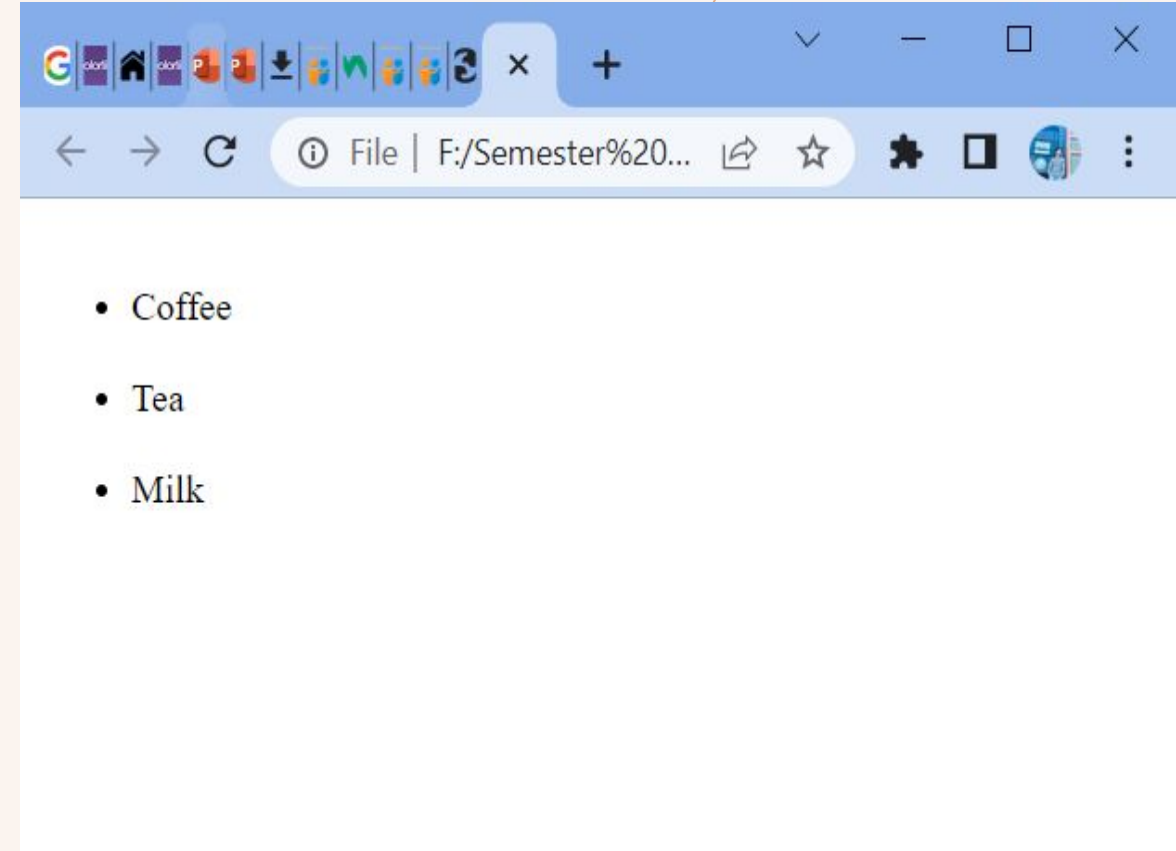 File | F:/Semester%20...
• Coffee
• Tea
• Milk